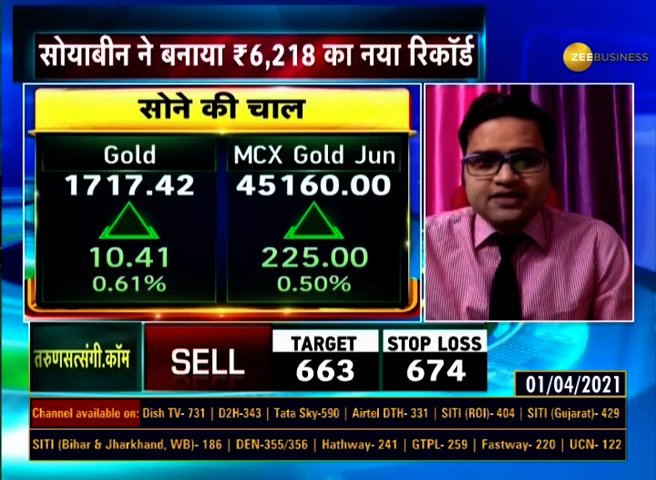 सोयाबीन ने बनाया ₹6,218 का नया रिकॉर्ड
ZEE BUSINESS
सोने की चाल
Gold MCX Gold Jun
1717.42 45160.00
10.41 225.00
0.61% 0.50%
तरुणसत्संगी.कॉम
SELL
TARGET STOP LOSS
663 674
01/04/2021
Channel available on: Dish TV- 731 | D2H-343 | Tata Sky-590 | Airtel DTH- 331 | SITI (ROI)- 404 | SITI (Gujarat)- 429
SITI (Bihar & Jharkhand, WB)- 186 | DEN-355/356 | Hathway- 241 | GTPL- 259 | Fastway- 220 | UCN- 122